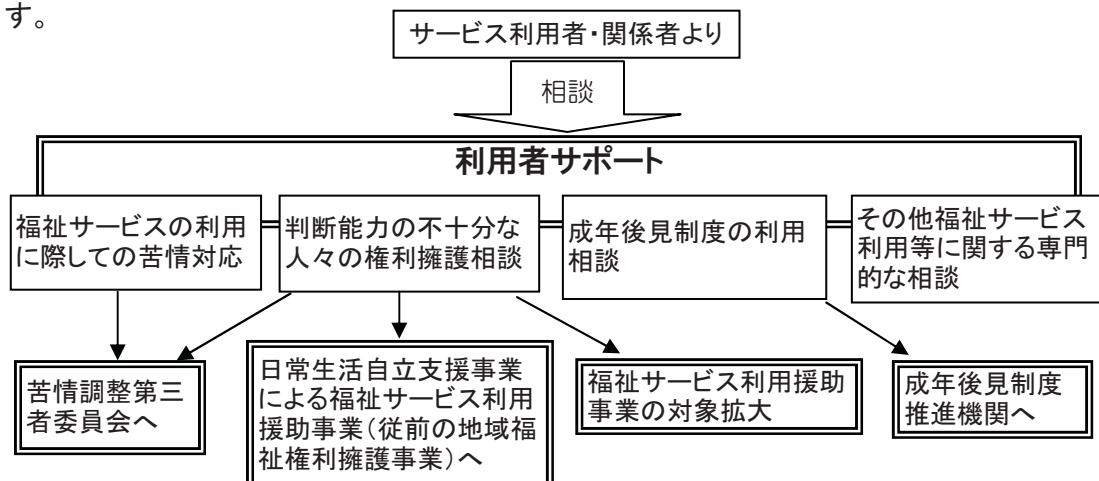 す。
サービス利用者・関係者より
相談
利用者サポート
福祉サービスの利用
に際しての苦情対応
判断能力の不十分な
人々の権利擁護相談
成年後見制度の利用
相談
その他福祉サービス
利用等に関する専門
的な相談
苦情調整第三
者委員会へ
日常生活自立支援事業
による福祉サービス利用
援助事業(従前の地域福
祉権利擁護事業)へ
福祉サービス利用援助
事業の対象拡大
成年後見制度
推進機関へ